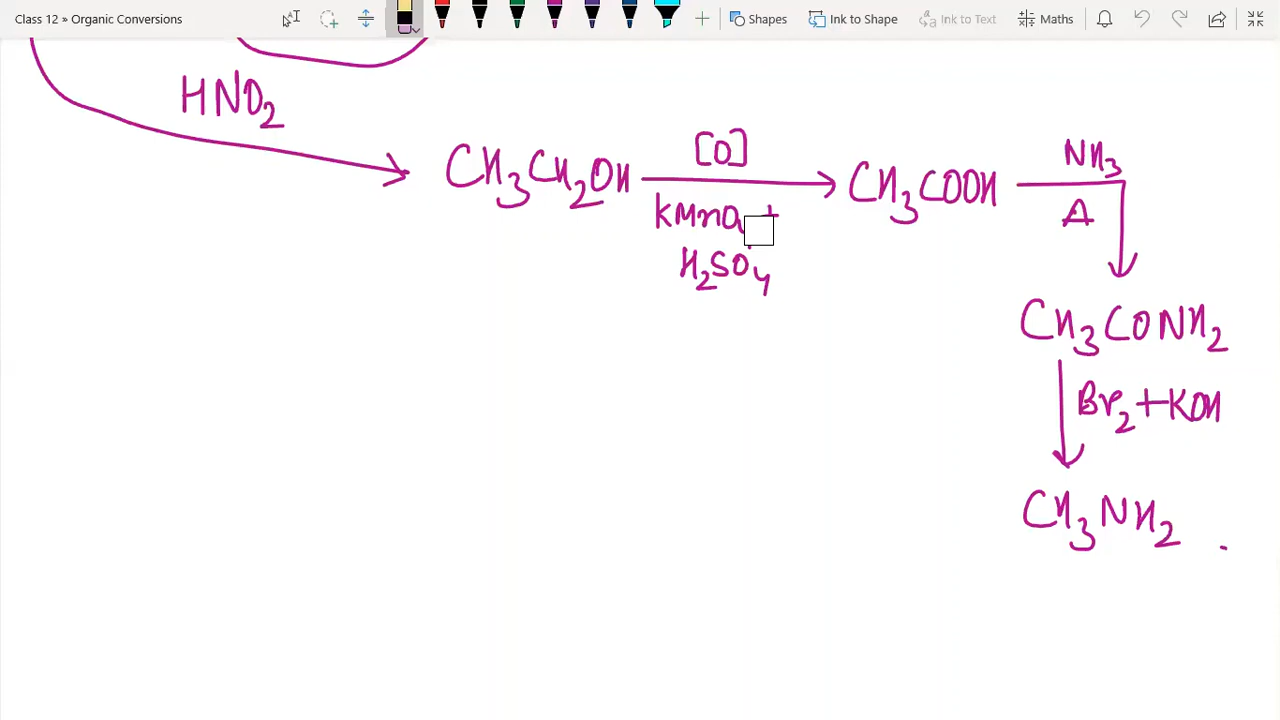 Class 12 » Organic Conversions
Shapes
Ink to Shape
Ink to Text
Maths
HNO2
CH3CH2OH
[O]
KMnO4 +
H2SO4
CH3COOH
NH3
Δ
CH3CONH2
Br2+KOH
CH3NH2